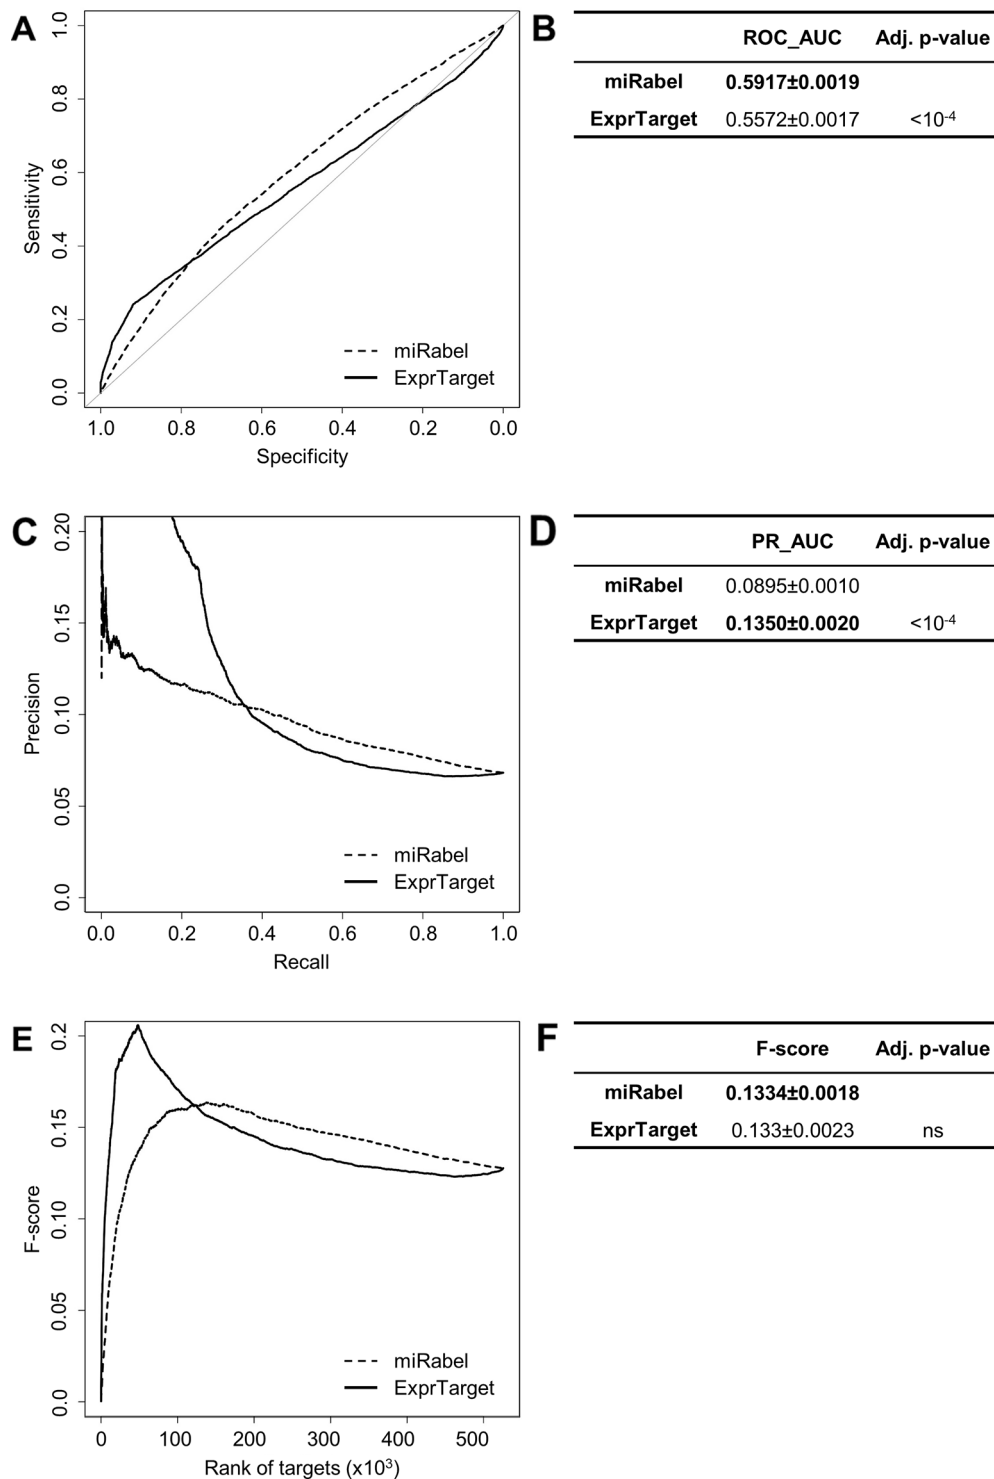 A
1.0
0.8
0.6
0.4
0.2
0.0
Sensitivity
miRabel
ExprTarget
1.0 0.8 0.6 0.4 0.2 0.0
Specificity
B
ROC_AUC Adj. p-value
miRabel 0.5917±0.0019
ExprTarget 0.5572±0.0017 <10⁻⁴
C
0.20
0.15
0.10
0.05
0.0
Precision
miRabel
ExprTarget
0.0 0.2 0.4 0.6 0.8 1.0
Recall
D
PR_AUC Adj. p-value
miRabel 0.0895±0.0010
ExprTarget 0.1350±0.0020 <10⁻⁴
E
0.2
0.15
0.10
0.05
0.0
F-score
miRabel
ExprTarget
0 100 200 300 400 500
Rank of targets (x10³)
F
F-score Adj. p-value
miRabel 0.1334±0.0018
ExprTarget 0.133±0.0023 ns